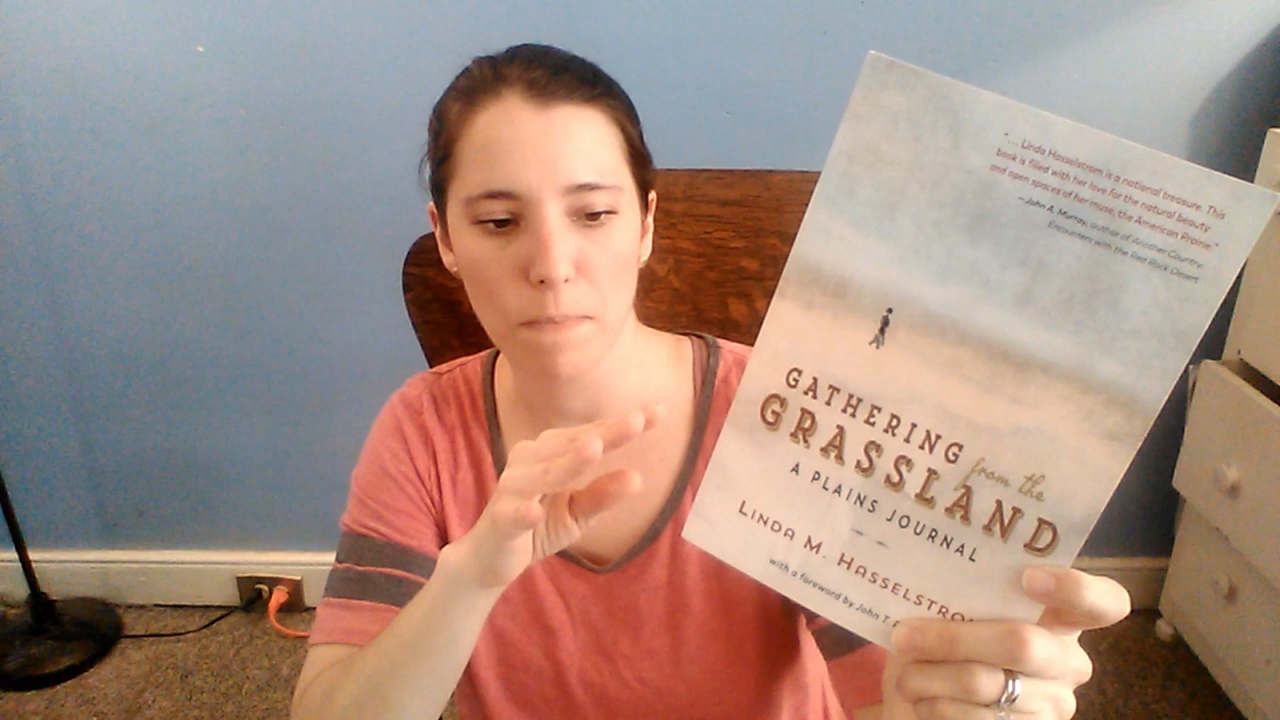 "... Linda Hasselstrom is a national treasure. This
book is filled with her love for the natural beauty
and open spaces of her muse, the American Prairie."
—John A. Murray, author of Another Country:
Encounters with the Red Rock Desert
GATHERING
from the
GRASSLAND
A PLAINS JOURNAL
LINDA M. HASSELSTRO
with a foreword by John T.